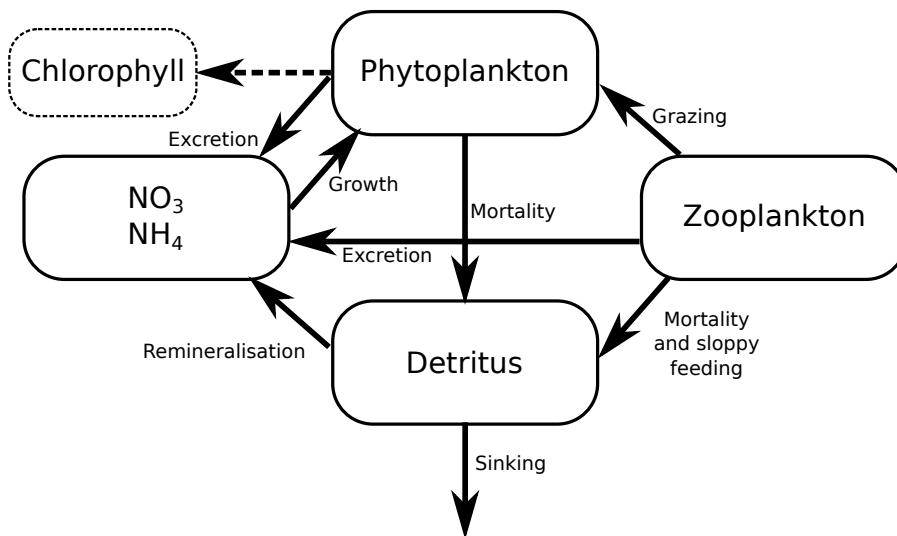 Phytoplankton
Chlorophyll
Grazing
Excretion
Growth
NO₃
NH₄
Mortality
Zooplankton
Excretion
Remineralisation
Detritus
Mortality
and sloppy
feeding
Sinking